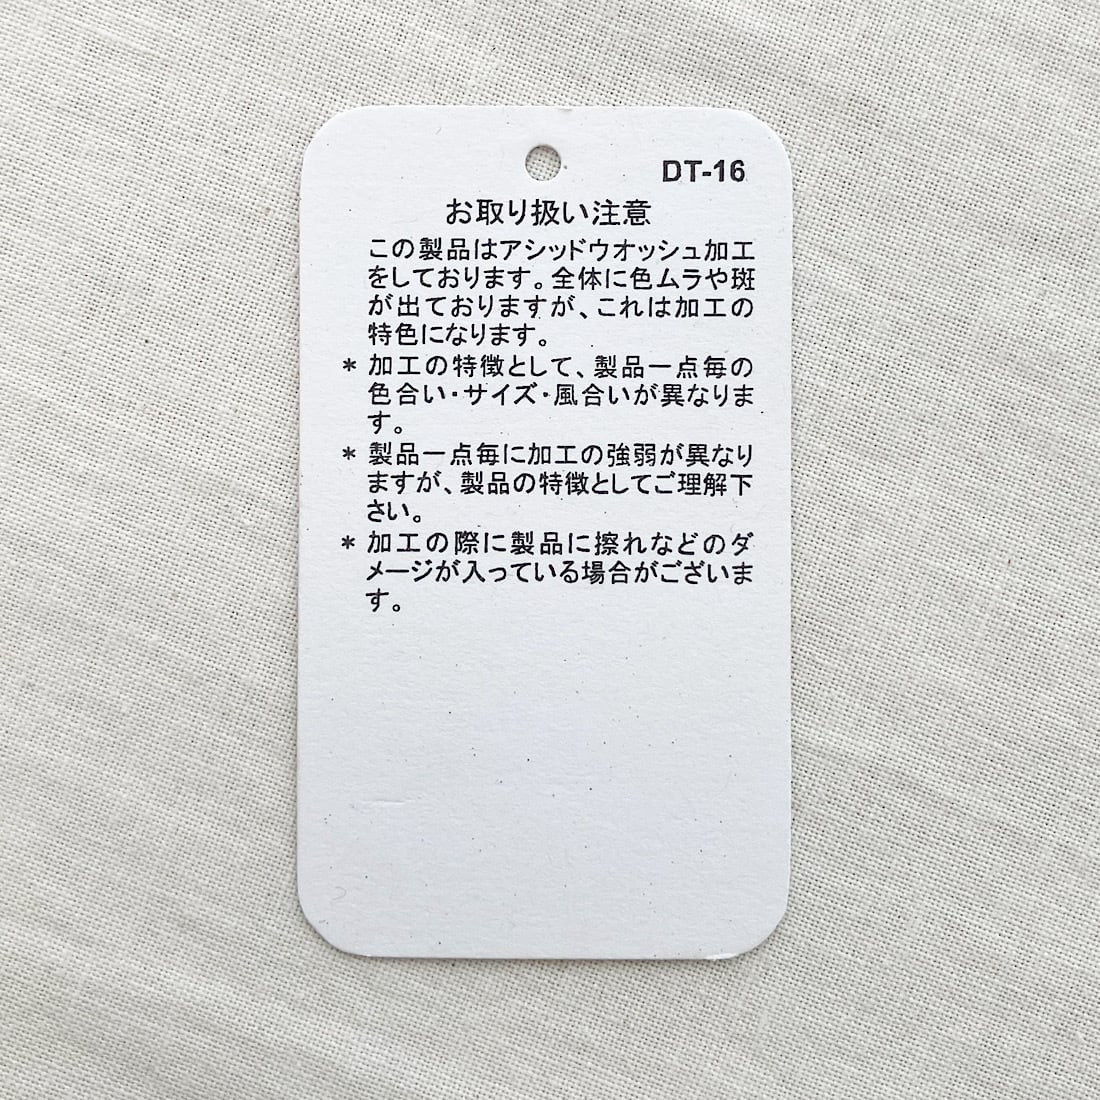 DT-16
お取り扱い注意
この製品はアシッドウオッシュ加工
をしております。全体に色ムラや斑
が出ておりますが、これは加工の
特色になります。
* 加工の特徴として、製品一点毎の
色合い・サイズ・風合いが異なりま
す。
* 製品一点毎に加工の強弱が異なり
ますが、製品の特徴としてご理解下
さい。
* 加工の際に製品に擦れなどのダ
メージが入っている場合がございま
す。